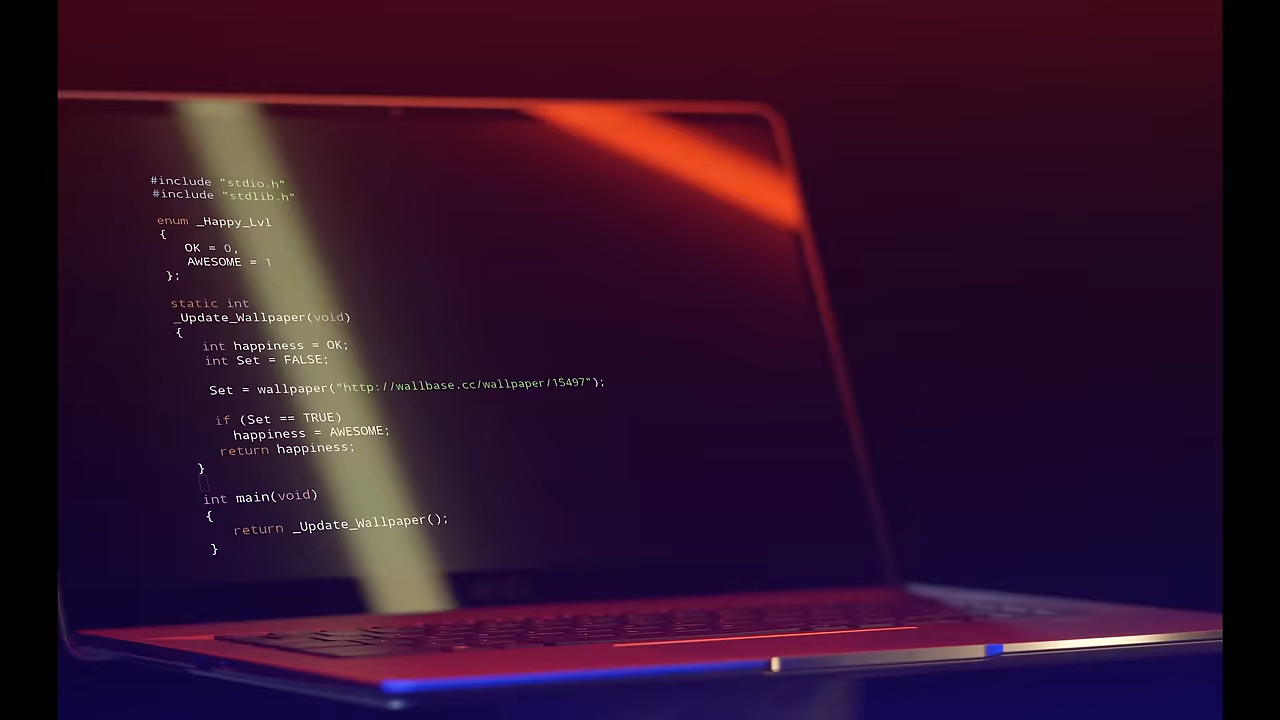 #include "stdio.h"
#include "stdlib.h"
enum _Happy_Lvl
{
OK = 0,
AWESOME = 1
};
static int
_Update_Wallpaper(void)
{
int happiness = OK;
int Set = FALSE;
Set = wallpaper("http://wallbase.cc/wallpaper/15497");
if (Set == TRUE)
happiness = AWESOME;
return happiness;
}
int main(void)
{
return _Update_Wallpaper();
}